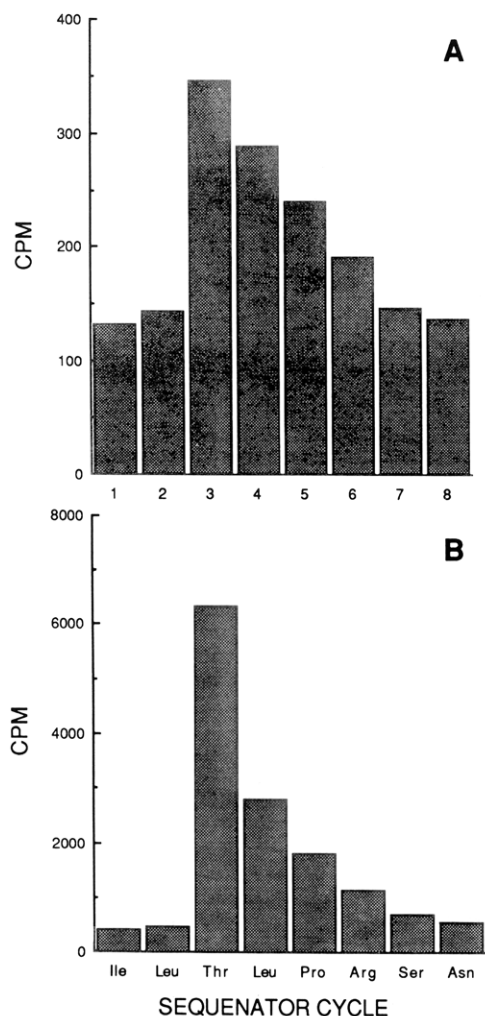 400
A
300
CPM
200
100
0
1 2 3 4 5 6 7 8
8000
B
6000
CPM
4000
2000
0
Ile Leu Thr Leu Pro Arg Ser Asn
SEQUENATOR CYCLE